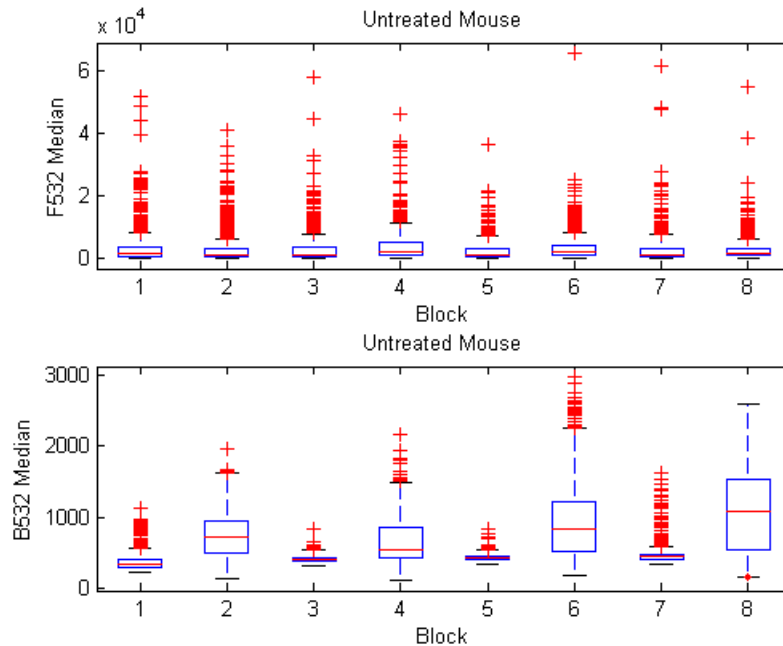 Untreated Mouse
x 10^4
6
4
2
0
F532 Median
1 2 3 4 5 6 7 8
Block
Untreated Mouse
3000
2000
1000
0
B532 Median
1 2 3 4 5 6 7 8
Block